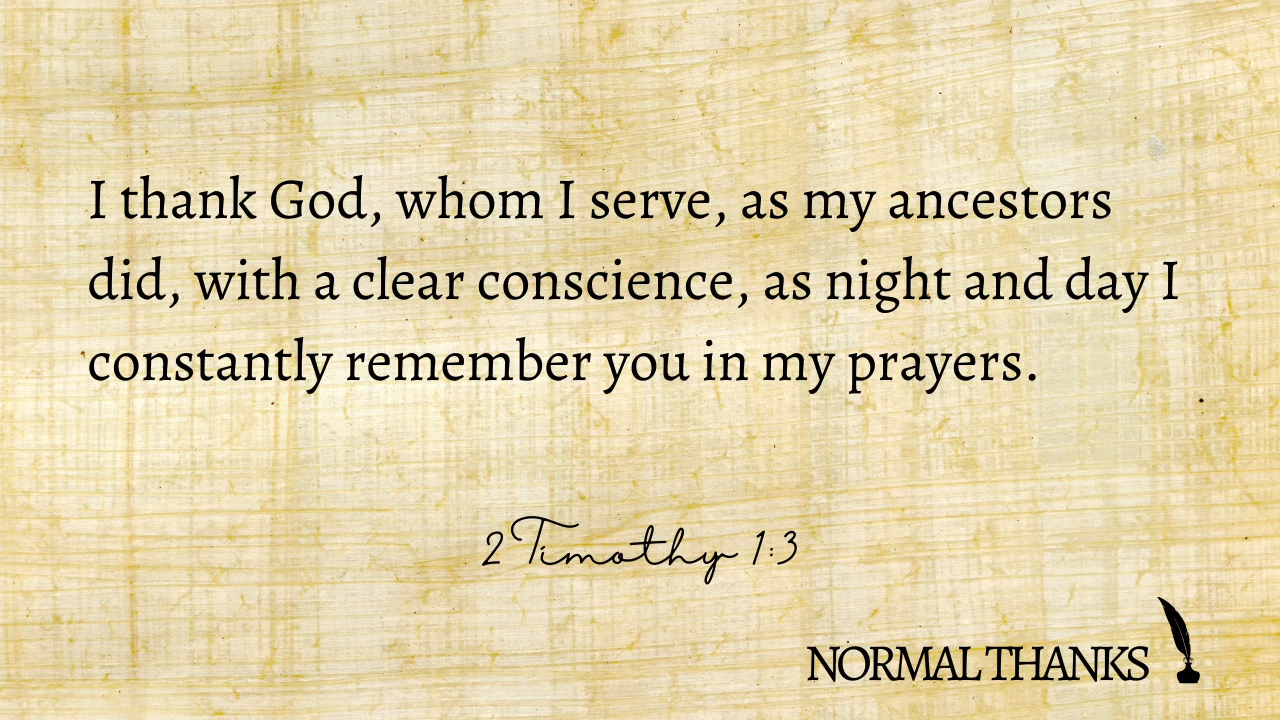 I thank God, whom I serve, as my ancestors
did, with a clear conscience, as night and day I
constantly remember you in my prayers.
2 Timothy 1:3
NORMAL THANKS